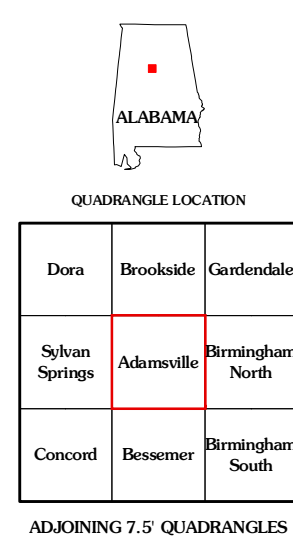 ALABAMA
QUADRANGLE LOCATION
Dora
Brookside
Gardendale
Sylvan
Springs
Adamsville
Birmingham
North
Concord
Bessemer
Birmingham
South
ADJOINING 7.5' QUADRANGLES